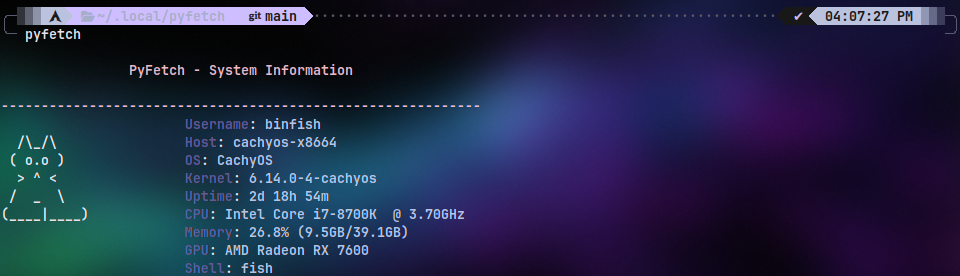 ~/.local/pyfetch git main ✔ 04:07:27 PM
pyfetch
PyFetch - System Information
------------------------------------------------------------
Username: binfish
/\_/\ Host: cachyos-x8664
( o.o ) OS: CachyOS
> ^ < Kernel: 6.14.0-4-cachyos
/ _ \ Uptime: 2d 18h 54m
(____|____) CPU: Intel Core i7-8700K @ 3.70GHz
Memory: 26.8% (9.5GB/39.1GB)
GPU: AMD Radeon RX 7600
Shell: fish